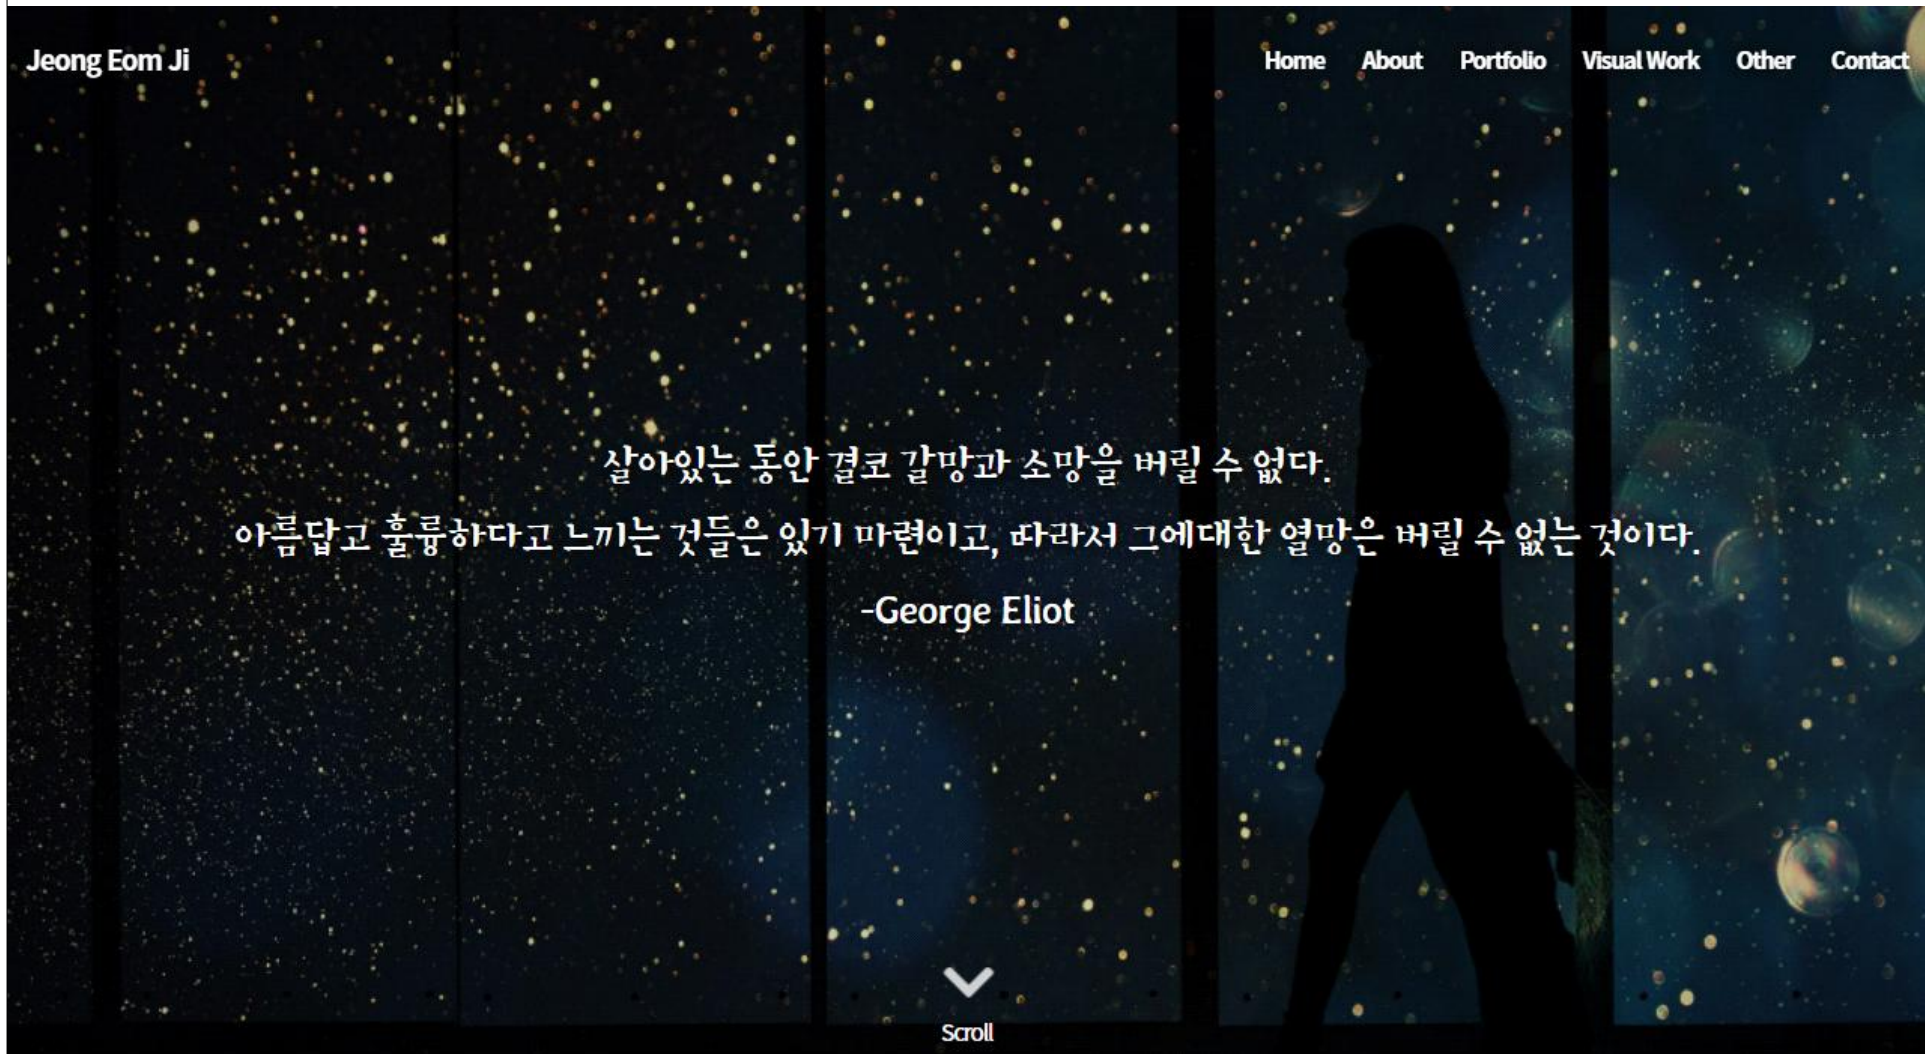 Jeong Eom Ji
Home About Portfolio Visual Work Other Contact
살아있는 동안 결코 갈망과 소망을 버릴 수 없다.
아름답고 훌륭하다고 느끼는 것들은 있기 마련이고, 따라서 그에대한 열망은 버릴 수 없는 것이다.
-George Eliot
Scroll